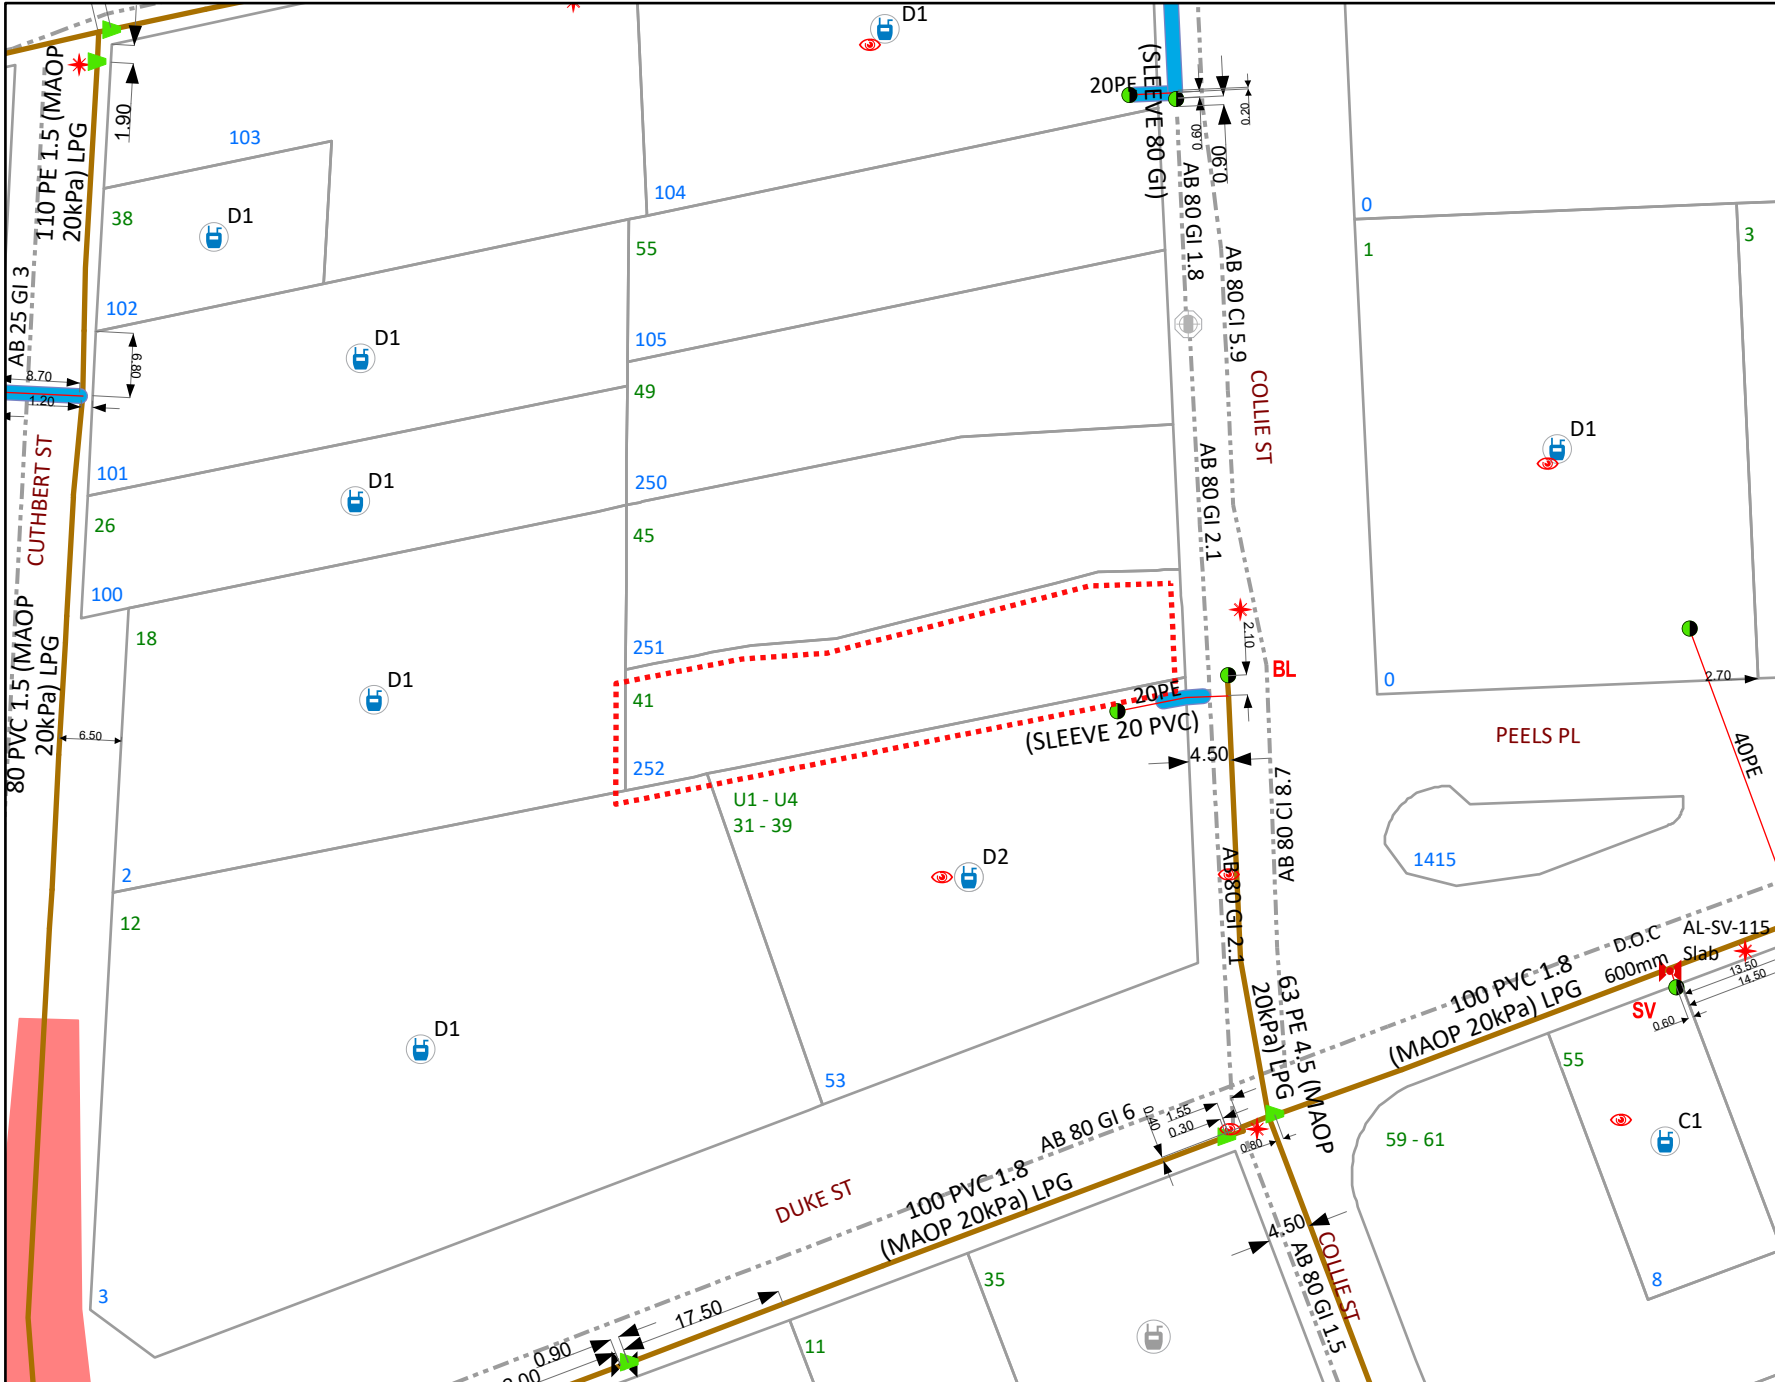 D1
20PE
(SLEEVE 80 GI)
0.20
0.60
0.90
110 PE 1.5 (MAOP
20kPa) LPG
1.90
103
104
38
D1
55
AB 80 GI 1.8
0
1
3
AB 25 GI 3
102
105
D1
AB 80 CI 5.9
COLLIE ST
8.70
1.20
6.80
49
D1
CUTHBERT ST
101
250
D1
26
45
AB 80 GI 2.1
100
18
80 PVC 1.5 (MAOP
20kPa) LPG
251
2.10
BL
0
2.70
D1
41
20PE
(SLEEVE 20 PVC)
6.50
252
4.50
PEELS PL
40PE
U1 - U4
31 - 39
AB 80 CI 8.7
D2
1415
2
12
AB 80 GI 2.1
D.O.C
600mm
AL-SV-115
Slab
13.50
14.50
SV
0.60
100 PVC 1.8
(MAOP 20kPa) LPG
63 PE 4.5 (MAOP
20kPa) LPG
D1
53
55
C1
59 - 61
AB 80 GI 6
0.40
1.55
0.30
0.80
DUKE ST
100 PVC 1.8
(MAOP 20kPa) LPG
4.50
COLLIE ST
AB 80 GI 1.5
3
35
8
17.50
0.90
11